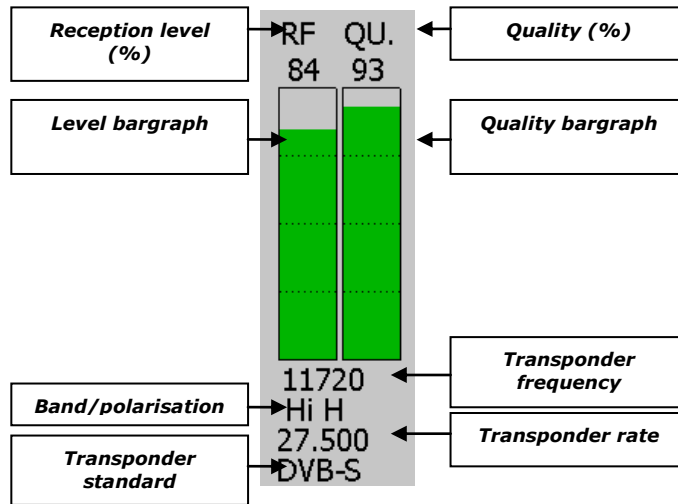 Reception level
(%)
RF QU.
Quality (%)
84 93
Level bargraph
Quality bargraph
11720
Transponder
frequency
Band/polarisation
Hi H
27.500
Transponder rate
Transponder
standard
DVB-S